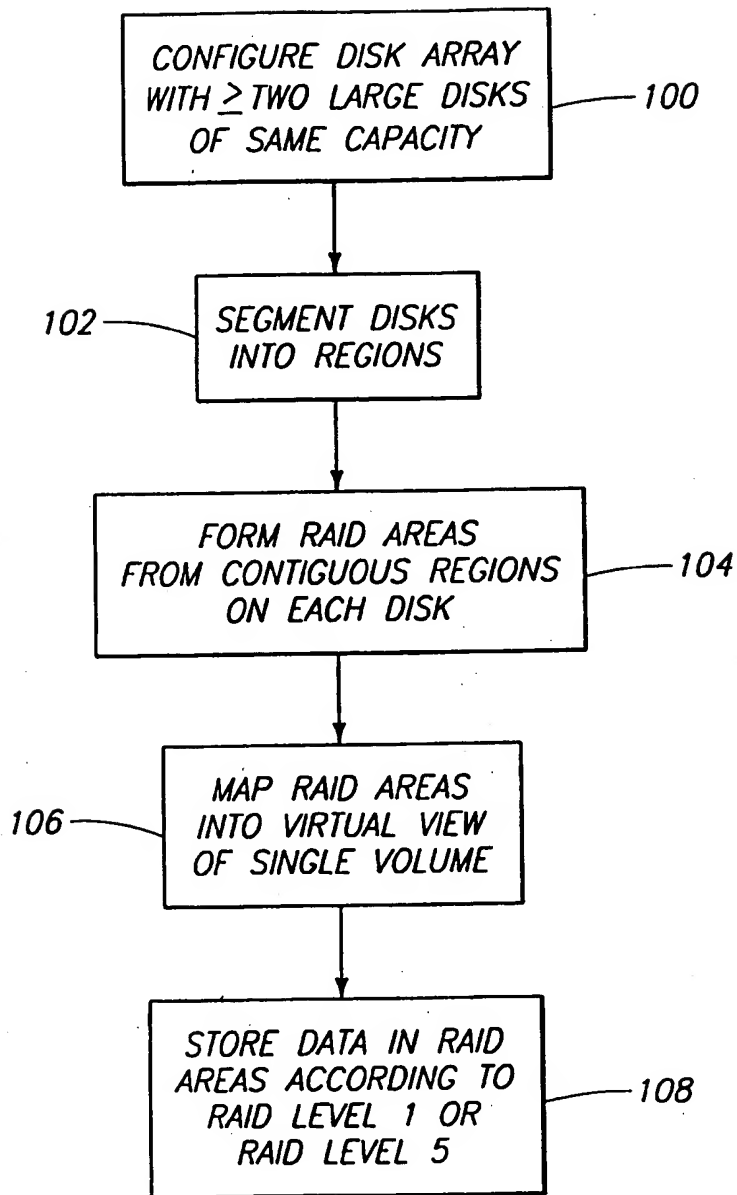 CONFIGURE DISK ARRAY
WITH ≥ TWO LARGE DISKS
OF SAME CAPACITY
100
102
SEGMENT DISKS
INTO REGIONS
FORM RAID AREAS
FROM CONTIGUOUS REGIONS
ON EACH DISK
104
106
MAP RAID AREAS
INTO VIRTUAL VIEW
OF SINGLE VOLUME
STORE DATA IN RAID
AREAS ACCORDING TO
RAID LEVEL 1 OR
RAID LEVEL 5
108